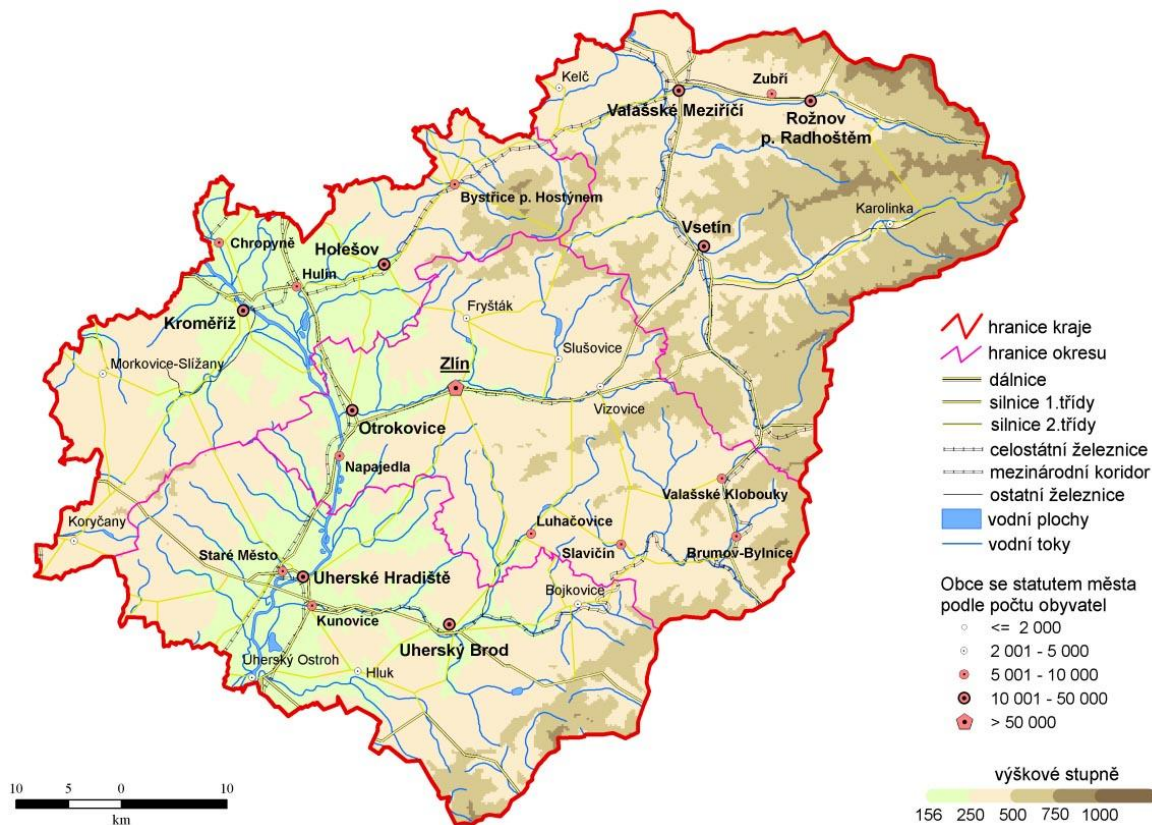 Kelč
Zubří
Valašské Meziříčí
Rožnov
p. Radhoštěm
Bystřice p. Hostýnem
Karolinka
Chropyně
Holešov
Vsetín
Hulín
Kroměříž
Fryšták
Slušovice
Morkovice-Slížany
Zlín
Vizovice
Otrokovice
Napajedla
Valašské Klobouky
Koryčany
Luhačovice
Staré Město
Slavičín
Brumov-Bylnice
Uherské Hradiště
Bojkovice
Kunovice
Uherský Brod
Uherský Ostroh
Hluk
hranice kraje
hranice okresu
dálnice
silnice 1.třídy
silnice 2.třídy
celostátní železnice
mezinárodní koridor
ostatní železnice
vodní plochy
vodní toky
Obce se statutem města
podle počtu obyvatel
<= 2 000
2 001 - 5 000
5 001 - 10 000
10 001 - 50 000
> 50 000
výškové stupně
156 250 500 750 1000
10 5 0 10
km